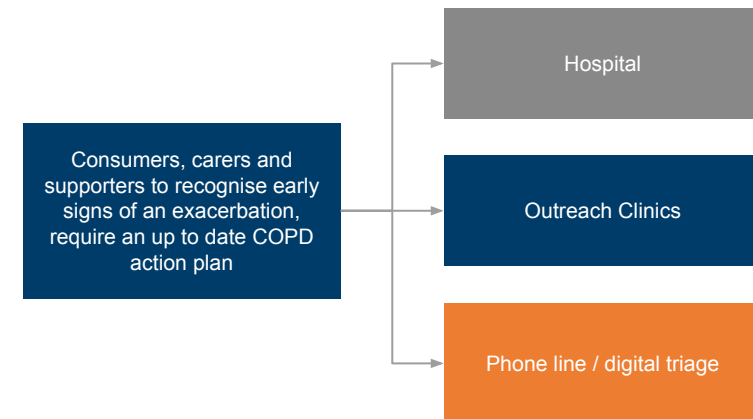 Hospital
Consumers, carers and
supporters to recognise early
signs of an exacerbation,
require an up to date COPD
action plan
Outreach Clinics
Phone line / digital triage